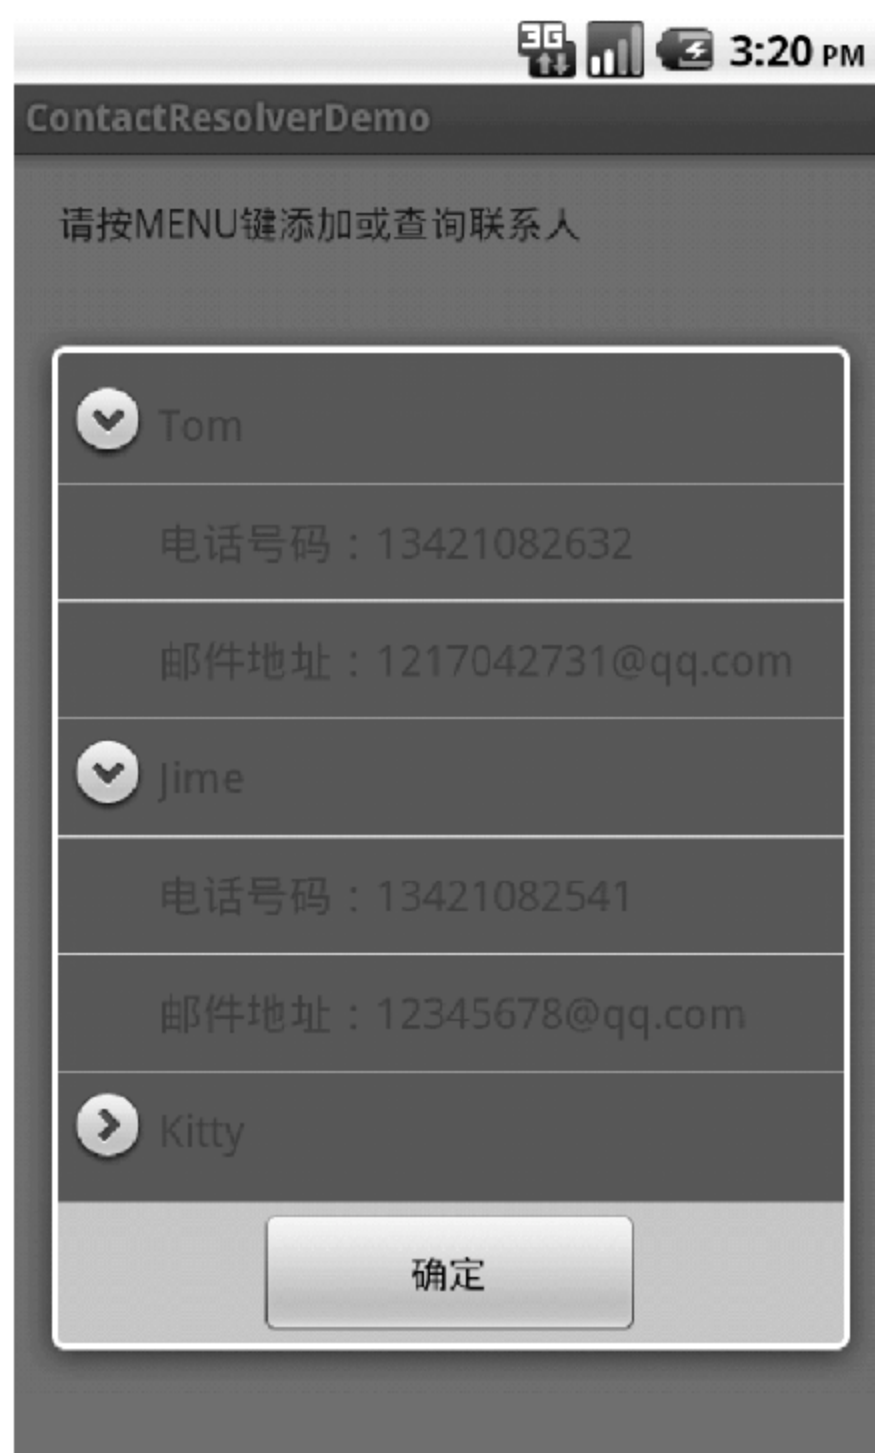 3G 3:20 PM
ContactResolverDemo
请按MENU键添加或查询联系人
Tom
电话号码：13421082632
邮件地址：1217042731@qq.com
Jime
电话号码：13421082541
邮件地址：12345678@qq.com
Kitty
确定